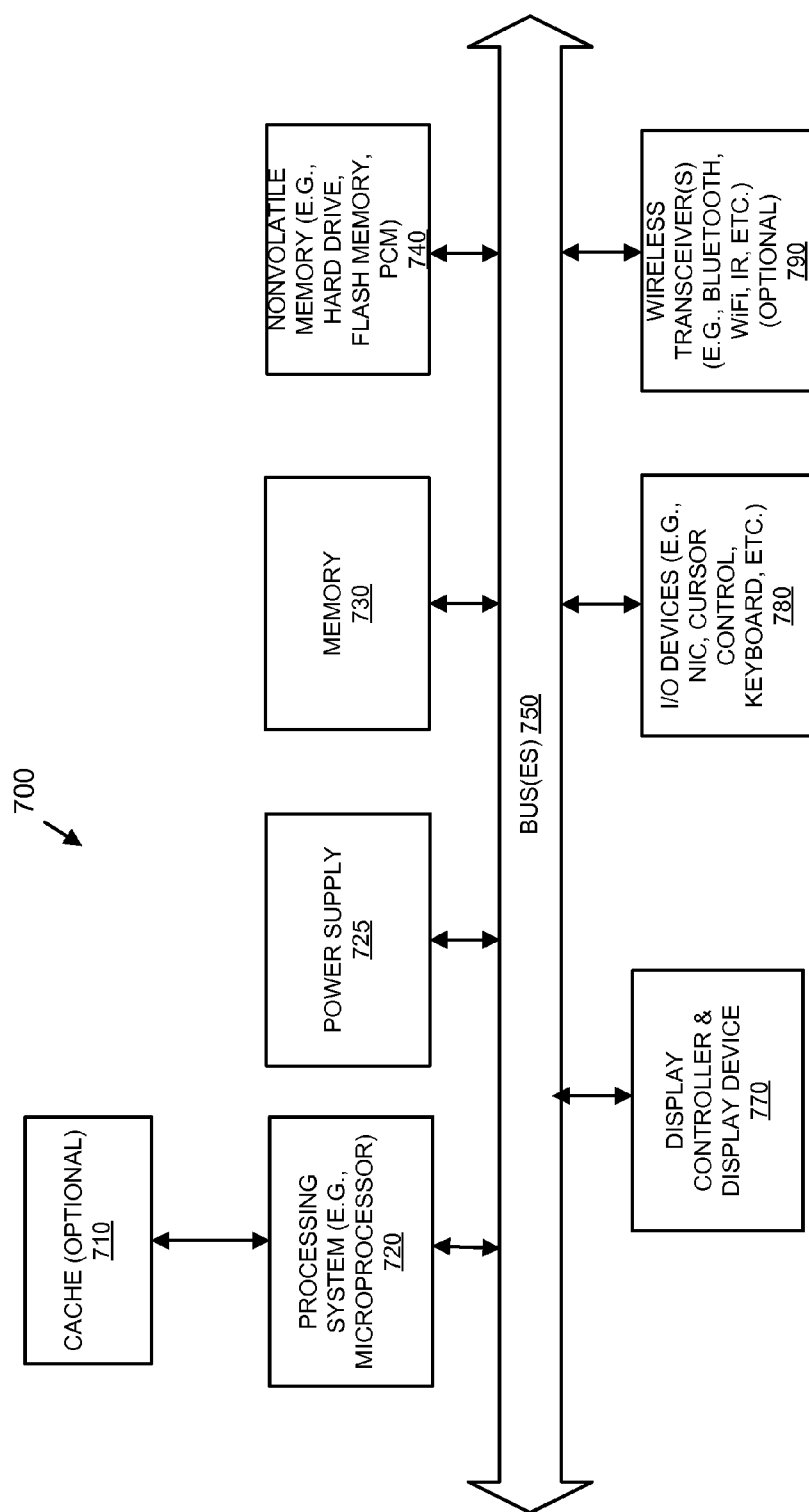 700
CACHE (OPTIONAL)
710
PROCESSING
SYSTEM (E.G.,
MICROPROCESSOR)
720
POWER SUPPLY
725
MEMORY
730
NONVOLATILE
MEMORY (E.G.,
HARD DRIVE,
FLASH MEMORY,
PCM)
740
BUS(ES) 750
DISPLAY
CONTROLLER &
DISPLAY DEVICE
770
I/O DEVICES (E.G.,
NIC, CURSOR
CONTROL,
KEYBOARD, ETC.)
780
WIRELESS
TRANSCEIVER(S)
(E.G., BLUETOOTH,
WiFi, IR, ETC.)
(OPTIONAL)
790